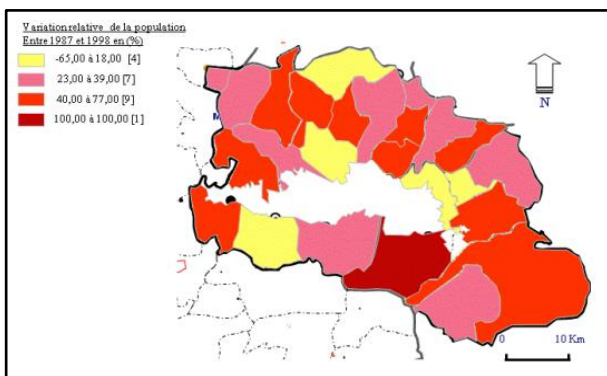 Variation relative de la population
Entre 1987 et 1998 en (%)
-65,00 à 18,00 [4]
23,00 à 39,00 [7]
40,00 à 77,00 [9]
100,00 à 100,00 [1]
M
N
0 10 Km